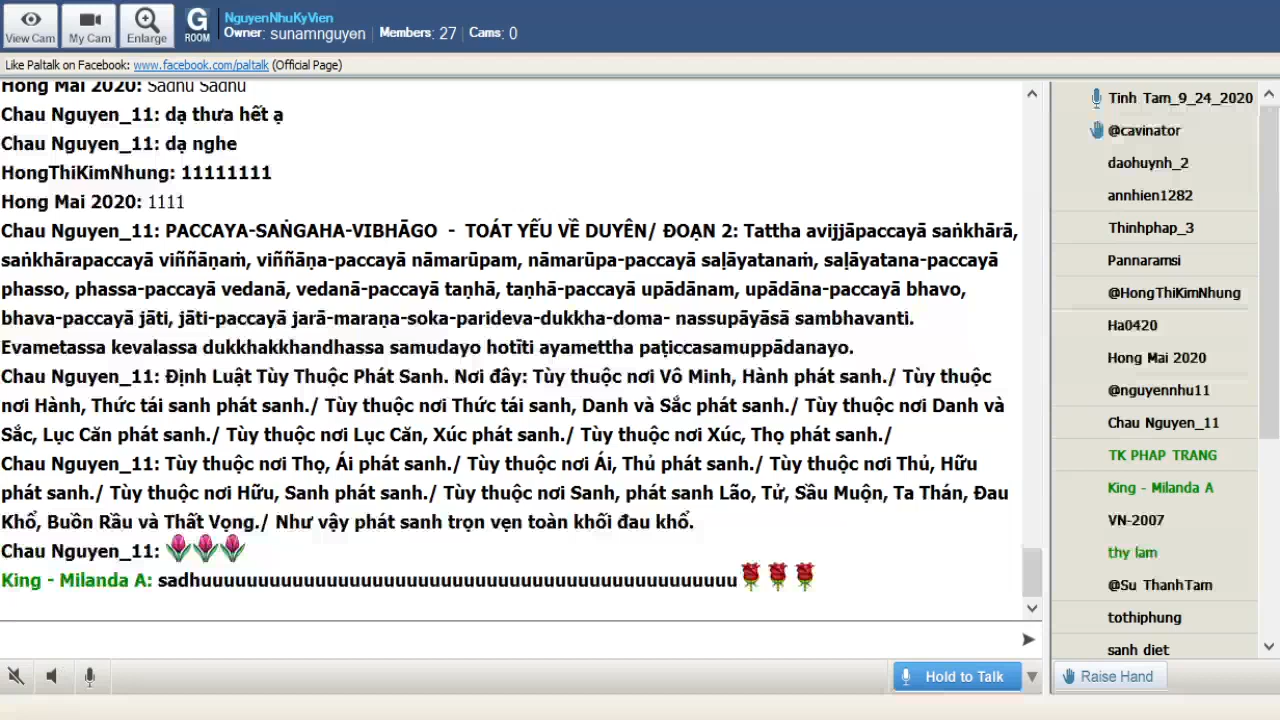 View Cam
My Cam
Enlarge
G
ROOM
NguyenNhuKyVien
Owner: sunamnguyen | Members: 27 | Cams: 0
Like Paltalk on Facebook: www.facebook.com/paltalk (Official Page)
Hong Mai 2020: Sadhu Sadhu
Chau Nguyen_11: dạ thưa hết ạ
Chau Nguyen_11: dạ nghe
HongThiKimNhung: 11111111
Hong Mai 2020: 1111
Chau Nguyen_11: PACCAYA-SAṄGAHA-VIBHĀGO - TOÁT YẾU VỀ DUYÊN/ ĐOẠN 2: Tattha avijjāpaccayā saṅkhārā,
saṅkhārapaccayā viññāṇaṁ, viññāṇa-paccayā nāmarūpaṁ, nāmarūpa-paccayā saḷāyatanaṁ, saḷāyatana-paccayā
phasso, phassa-paccayā vedanā, vedanā-paccayā taṇhā, taṇhā-paccayā upādānaṁ, upādāna-paccayā bhavo,
bhava-paccayā jāti, jāti-paccayā jarā-maraṇa-soka-parideva-dukkha-doma- nassupāyāsā sambhavanti.
Evametassa kevalassa dukkhakkhandhassa samudayo hotīti ayamettha paṭiccasamuppādanayo.
Chau Nguyen_11: Định Luật Tùy Thuộc Phát Sanh. Nơi đây: Tùy thuộc nơi Vô Minh, Hành phát sanh./ Tùy thuộc
nơi Hành, Thức tái sanh phát sanh./ Tùy thuộc nơi Thức tái sanh, Danh và Sắc phát sanh./ Tùy thuộc nơi Danh và
Sắc, Lục Căn phát sanh./ Tùy thuộc nơi Lục Căn, Xúc phát sanh./ Tùy thuộc nơi Xúc, Thọ phát sanh./
Chau Nguyen_11: Tùy thuộc nơi Thọ, Ái phát sanh./ Tùy thuộc nơi Ái, Thủ phát sanh./ Tùy thuộc nơi Thủ, Hữu
phát sanh./ Tùy thuộc nơi Hữu, Sanh phát sanh./ Tùy thuộc nơi Sanh, phát sanh Lão, Tử, Sầu Muộn, Ta Thán, Đau
Khổ, Buồn Rầu và Thất Vọng./ Như vậy phát sanh trọn vẹn toàn khối đau khổ.
Chau Nguyen_11:
King - Milanda A: sadhuuuuuuuuuuuuuuuuuuuuuuuuuuuuuuuuuuuuuuuuuuuuuuu
Tinh Tam_9_24_2020
@cavinator
daohuynh_2
annhien1282
Thinhphap_3
Pannaramsi
@HongThiKimNhung
Ha0420
Hong Mai 2020
@nguyennhu11
Chau Nguyen_11
TK PHAP TRANG
King - Milanda A
VN-2007
thy lam
@Su ThanhTam
tothiphung
sanh diet
Hold to Talk
Raise Hand